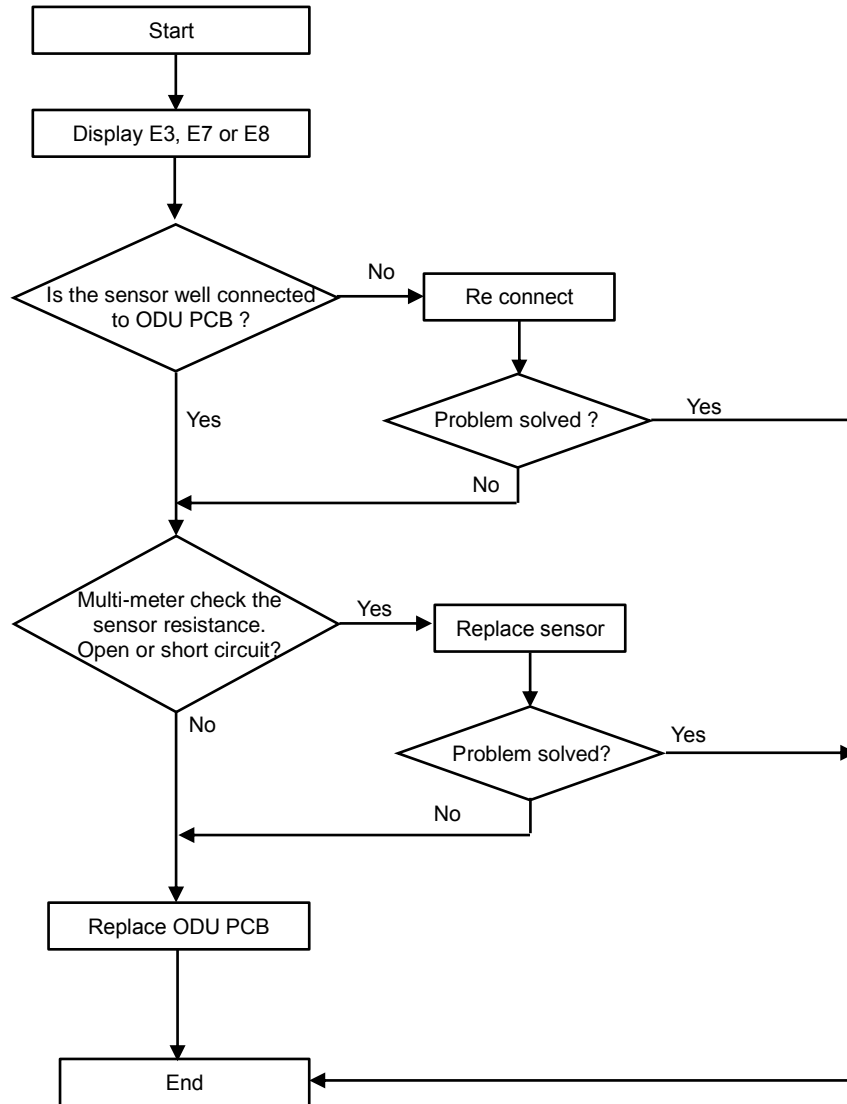 Start
Display E3, E7 or E8
No
Is the sensor well connected
to ODU PCB ?
Re connect
Yes
Problem solved ?
Yes
No
Multi-meter check the
sensor resistance.
Open or short circuit?
Yes
Replace sensor
No
Problem solved?
Yes
No
Replace ODU PCB
End